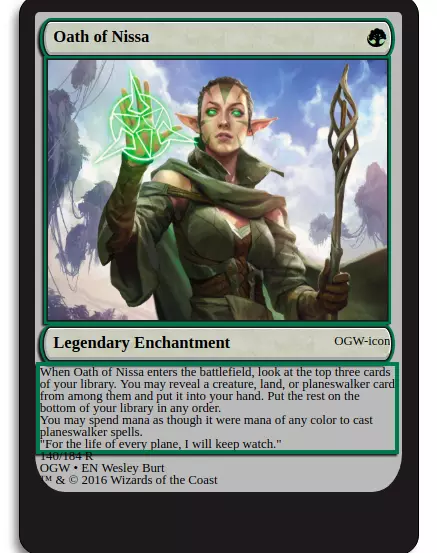 Oath of Nissa
Legendary Enchantment
OGW-icon
When Oath of Nissa enters the battlefield, look at the top three cards
of your library. You may reveal a creature, land, or planeswalker card
from among them and put it into your hand. Put the rest on the
bottom of your library in any order.
You may spend mana as though it were mana of any color to cast
planeswalker spells.
"For the life of every plane, I will keep watch."
140/184 R
OGW • EN Wesley Burt
™ & © 2016 Wizards of the Coast